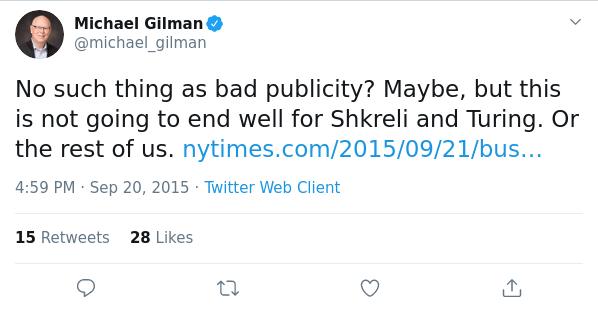 Michael Gilman
@michael_gilman
No such thing as bad publicity? Maybe, but this
is not going to end well for Shkreli and Turing. Or
the rest of us. nytimes.com/2015/09/21/bus…
4:59 PM · Sep 20, 2015 · Twitter Web Client
15 Retweets 28 Likes